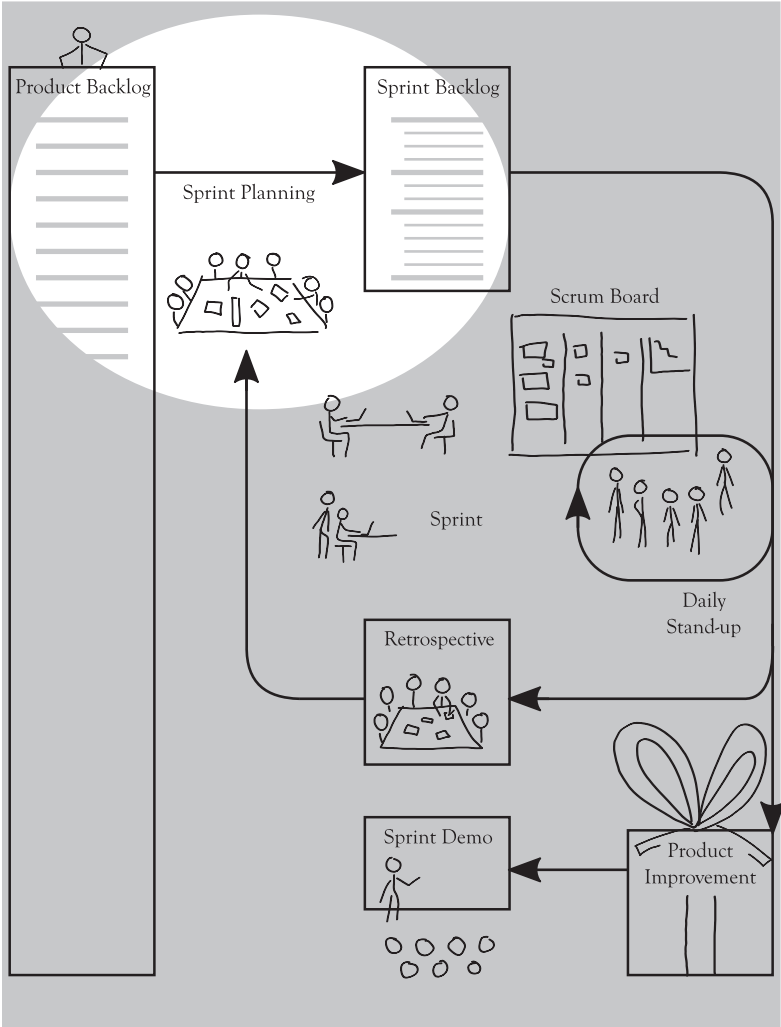 Product Backlog
Sprint Backlog
Sprint Planning
Scrum Board
Sprint
Daily
Stand-up
Retrospective
Sprint Demo
Product
Improvement